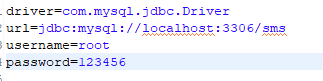 driver=com.mysql.jdbc.Driver
url=jdbc:mysql://localhost:3306/sms
username=root
password=123456